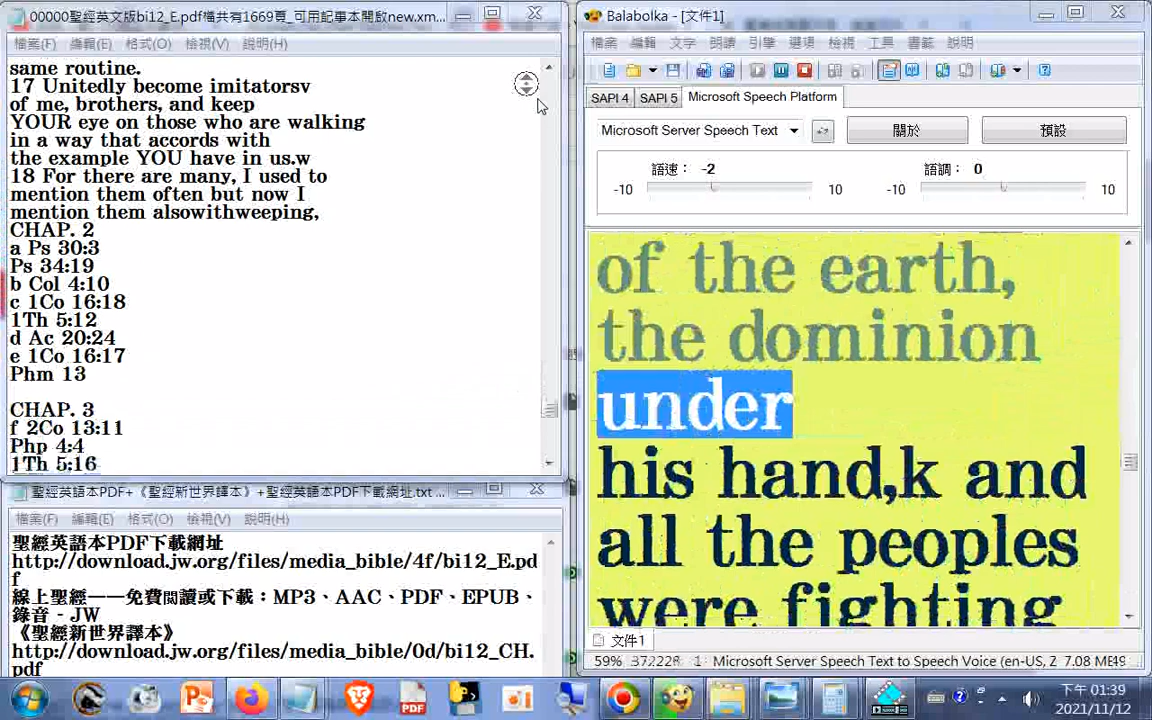 00000聖經英文版bi12_E.pdf檔共有1669頁_可用記事本開啟new.xm...
檔案(F) 編輯(E) 格式(O) 檢視(V) 說明(H)
same routine.
17 Unitedly become imitatorsv
of me, brothers, and keep
YOUR eye on those who are walking
in a way that accords with
the example YOU have in us.w
18 For there are many, I used to
mention them often but now I
mention them alsowithweeping,
CHAP. 2
a Ps 30:3
Ps 34:19
b Col 4:10
c 1Co 16:18
1Th 5:12
d Ac 20:24
e 1Co 16:17
Phm 13
CHAP. 3
f 2Co 13:11
Php 4:4
1Th 5:16
聖經英語本PDF+《聖經新世界譯本》+聖經英語本PDF下載網址.txt ...
檔案(F) 編輯(E) 格式(O) 檢視(V) 說明(H)
聖經英語本PDF下載網址
http://download.jw.org/files/media_bible/4f/bi12_E.pd
f
線上聖經——免費閱讀或下載：MP3、AAC、PDF、EPUB、
錄音 - JW
《聖經新世界譯本》
http://download.jw.org/files/media_bible/0d/bi12_CH.
pdf
Balabolka - [文件1]
檔案 編輯 文字 朗讀 引擎 選項 檢視 工具 書籤 說明
SAPI 4 SAPI 5 Microsoft Speech Platform
Microsoft Server Speech Text 關於 預設
語速： -2 語調： 0
-10 10 -10 10
of the earth,
the dominion
under
his hand,k and
all the peoples
were fighting
文件1
59% 372228 1: Microsoft Server Speech Text to Speech Voice (en-US, 2 7.08 ME49
下午 01:39
2021/11/12